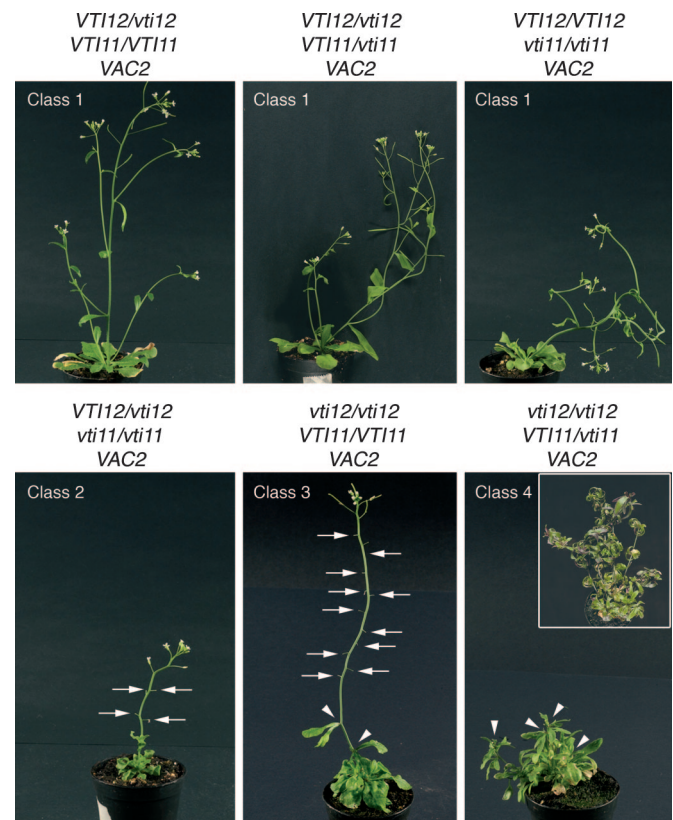 VTI12/vti12
VTI11/VTI11
VAC2
VTI12/vti12
VTI11/vti11
VAC2
VTI12/VTI12
vti11/vti11
VAC2
Class 1
Class 1
Class 1
VTI12/vti12
vti11/vti11
VAC2
vti12/vti12
VTI11/VTI11
VAC2
vti12/vti12
VTI11/vti11
VAC2
Class 2
Class 3
Class 4